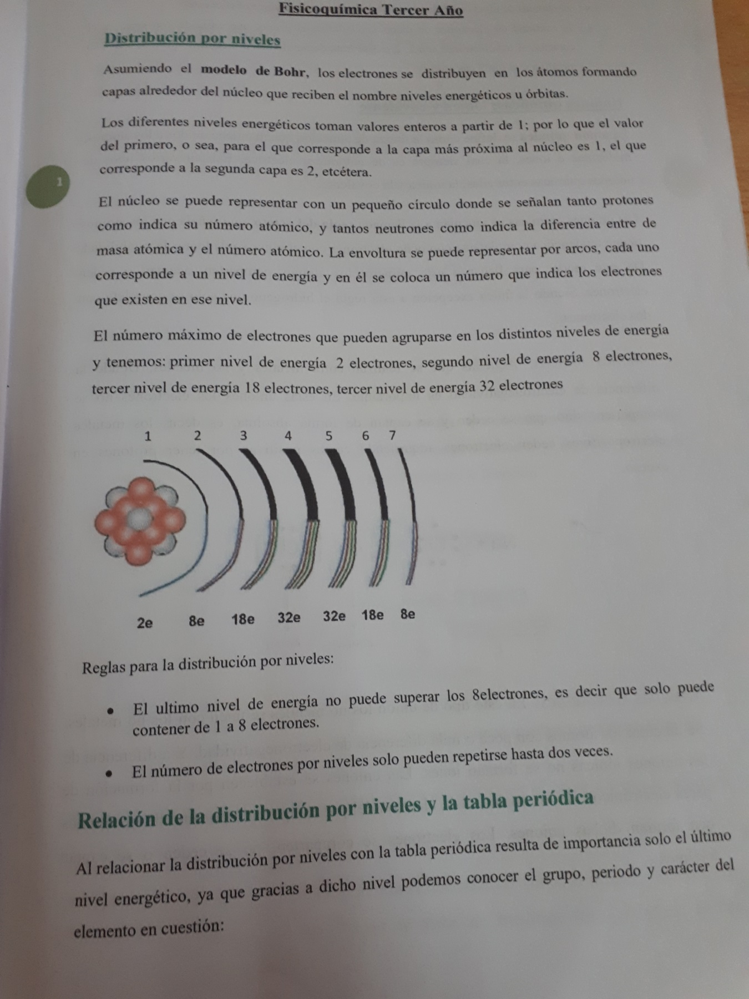 Fisicoquímica Tercer Año
Distribución por niveles
Asumiendo el modelo de Bohr, los electrones se distribuyen en los átomos formando
capas alrededor del núcleo que reciben el nombre niveles energéticos u órbitas.
Los diferentes niveles energéticos toman valores enteros a partir de 1; por lo que el valor
del primero, o sea, para el que corresponde a la capa más próxima al núcleo es 1, el que
corresponde a la segunda capa es 2, etcétera.
1
El núcleo se puede representar con un pequeño círculo donde se señalan tanto protones
como indica su número atómico, y tantos neutrones como indica la diferencia entre de
masa atómica y el número atómico. La envoltura se puede representar por arcos, cada uno
corresponde a un nivel de energía y en él se coloca un número que indica los electrones
que existen en ese nivel.
El número máximo de electrones que pueden agruparse en los distintos niveles de energía
y tenemos: primer nivel de energía 2 electrones, segundo nivel de energía 8 electrones,
tercer nivel de energía 18 electrones, tercer nivel de energía 32 electrones
1 2 3 4 5 6 7
2e 8e 18e 32e 32e 18e 8e
Reglas para la distribución por niveles:
• El ultimo nivel de energía no puede superar los 8electrones, es decir que solo puede
contener de 1 a 8 electrones.
• El número de electrones por niveles solo pueden repetirse hasta dos veces.
Relación de la distribución por niveles y la tabla periódica
Al relacionar la distribución por niveles con la tabla periódica resulta de importancia solo el último
nivel energético, ya que gracias a dicho nivel podemos conocer el grupo, periodo y carácter del
elemento en cuestión: